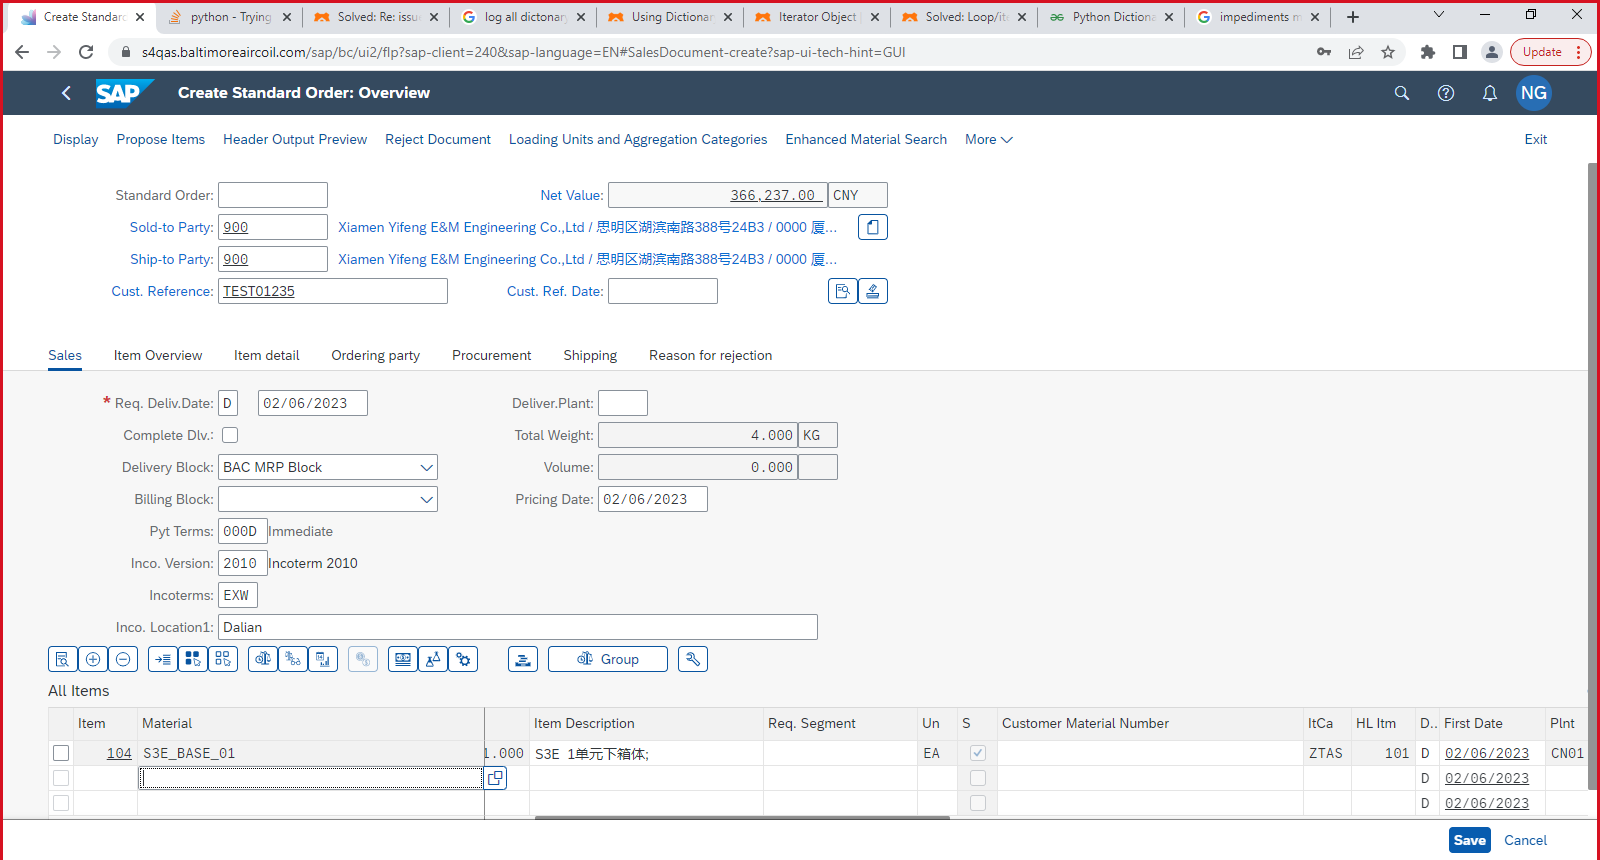 Create Standard
python - Trying
Solved: Re: issue
log all dictonary
Using Dictionary
Iterator Object
Solved: Loop/ite
Python Dictiona
impediments m
s4qas.baltimoreaircoil.com/sap/bc/ui2/flp?sap-client=240&sap-language=EN#SalesDocument-create?sap-ui-tech-hint=GUI
Update
SAP
Create Standard Order: Overview
NG
Display Propose Items Header Output Preview Reject Document Loading Units and Aggregation Categories Enhanced Material Search More Exit
Standard Order: Net Value: 366,237.00 CNY
Sold-to Party: 900 Xiamen Yifeng E&M Engineering Co.,Ltd / 思明区湖滨南路388号24B3 / 0000 厦...
Ship-to Party: 900 Xiamen Yifeng E&M Engineering Co.,Ltd / 思明区湖滨南路388号24B3 / 0000 厦...
Cust. Reference: TEST01235 Cust. Ref. Date:
Sales Item Overview Item detail Ordering party Procurement Shipping Reason for rejection
* Req. Deliv.Date: D 02/06/2023 Deliver.Plant:
Complete Dlv.: Total Weight: 4.000 KG
Delivery Block: BAC MRP Block Volume: 0.000
Billing Block: Pricing Date: 02/06/2023
Pyt Terms: 000D Immediate
Inco. Version: 2010 Incoterm 2010
Incoterms: EXW
Inco. Location1: Dalian
Group
All Items
Item Material Item Description Req. Segment Un S Customer Material Number ItCa HL Itm D.. First Date Plnt
104 S3E_BASE_01 1.000 S3E 1单元下箱体; EA ZTAS 101 D 02/06/2023 CN01
D 02/06/2023
D 02/06/2023
Save Cancel